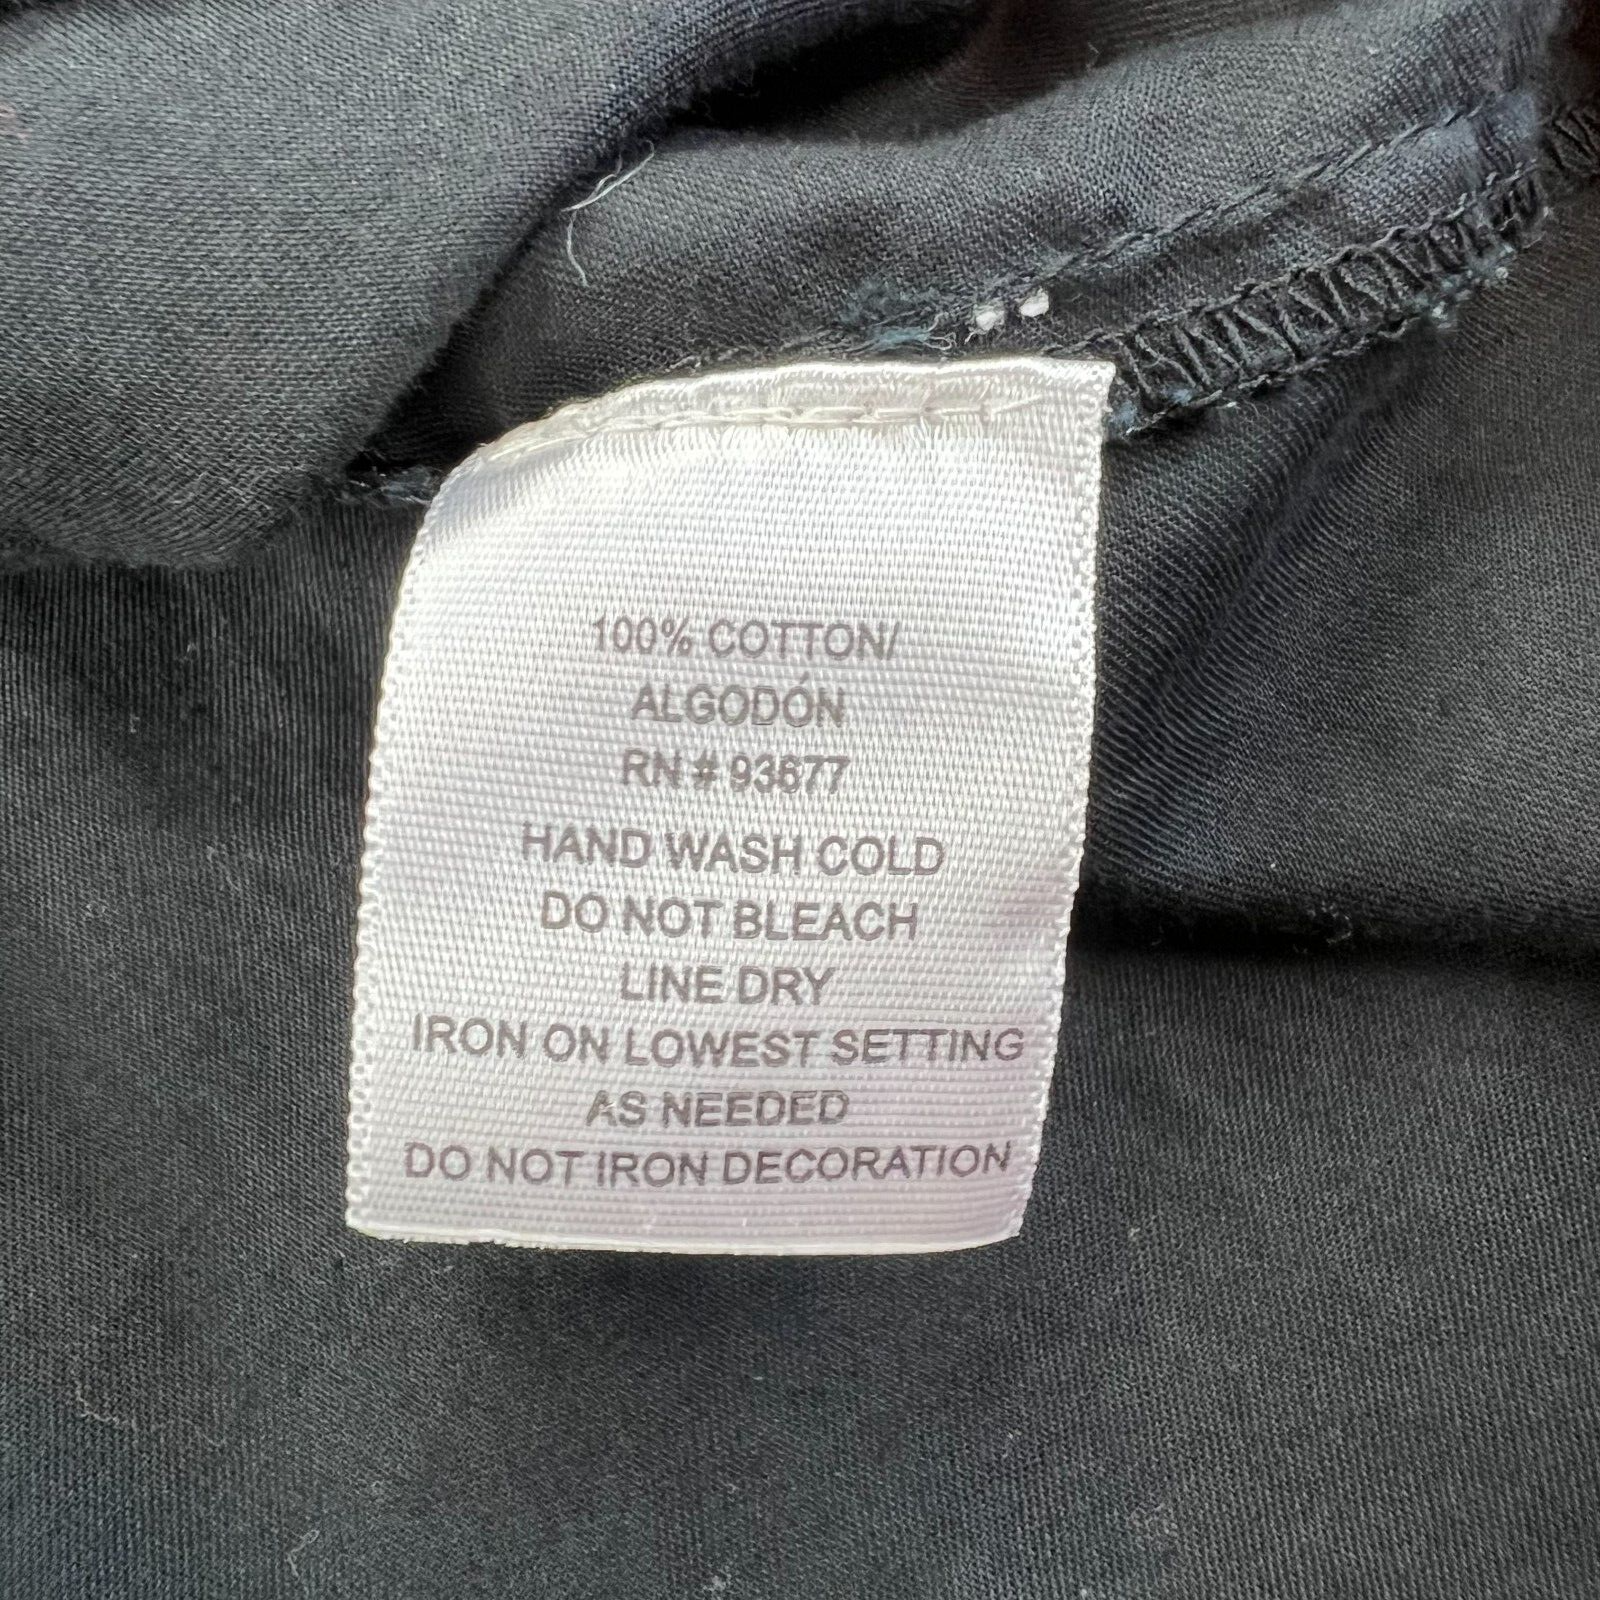 100% COTTON/
ALGODÓN
RN # 93677
HAND WASH COLD
DO NOT BLEACH
LINE DRY
IRON ON LOWEST SETTING
AS NEEDED
DO NOT IRON DECORATION